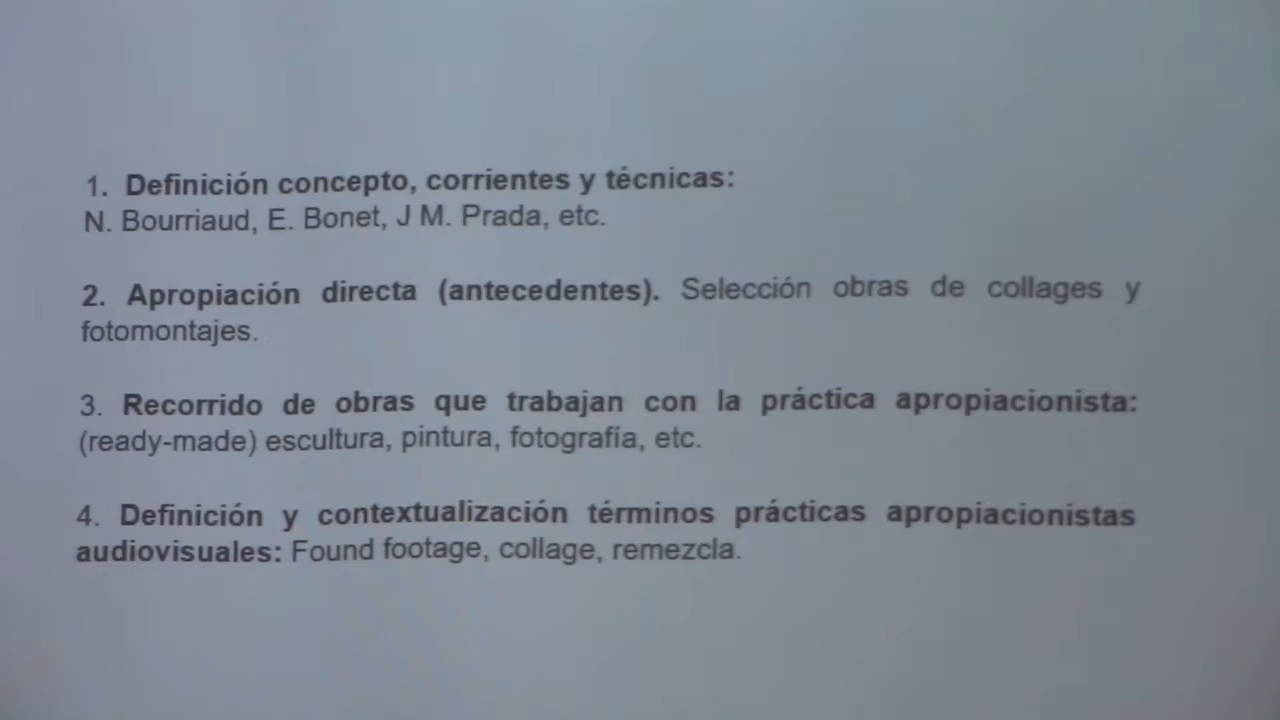 1. Definición concepto, corrientes y técnicas:
N. Bourriaud, E. Bonet, J M. Prada, etc.
2. Apropiación directa (antecedentes). Selección obras de collages y
fotomontajes.
3. Recorrido de obras que trabajan con la práctica apropiacionista:
(ready-made) escultura, pintura, fotografía, etc.
4. Definición y contextualización términos prácticas apropiacionistas
audiovisuales: Found footage, collage, remezcla.